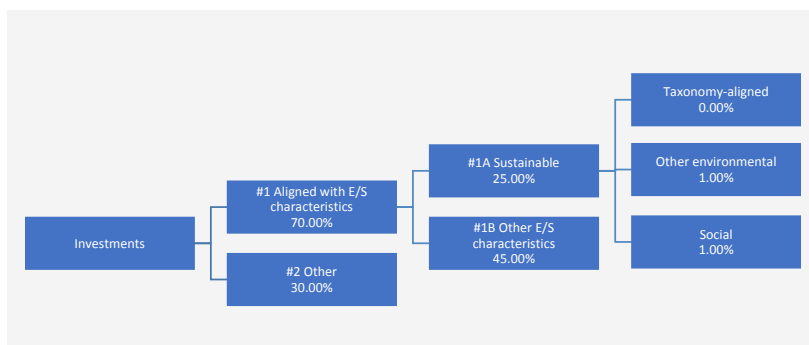 Investments
#1 Aligned with E/S
characteristics
70.00%
#2 Other
30.00%
#1A Sustainable
25.00%
#1B Other E/S
characteristics
45.00%
Taxonomy-aligned
0.00%
Other environmental
1.00%
Social
1.00%